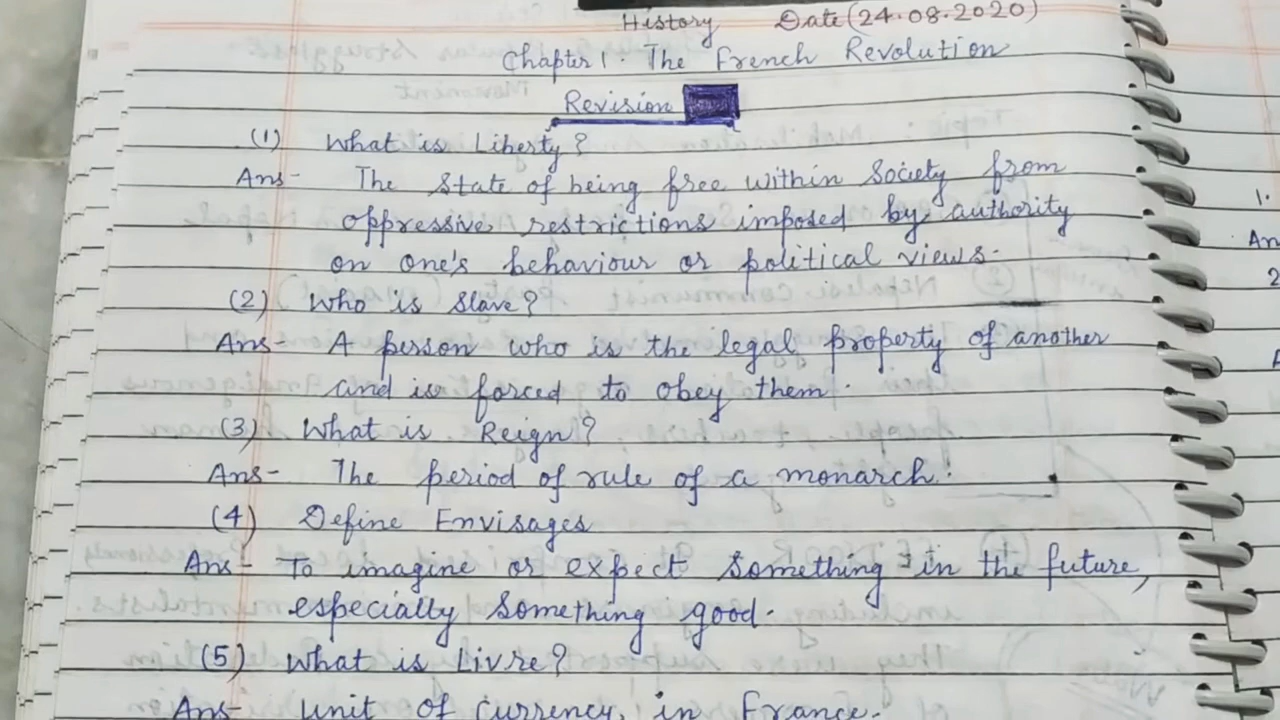 History Date (24.08.2020)
Chapter 1. The French Revolution
Revision
(1) What is Liberty?
Ans- The state of being free within Society from
oppressive restrictions imposed by authority
on one's behaviour or political views.
(2) Who is Slave?
Ans- A person who is the legal property of another
and is forced to obey them.
(3) What is Reign?
Ans- The period of rule of a monarch.
(4) Define Envisages
Ans- To imagine or expect something in the future,
especially something good.
(5) What is Livre?
Ans- Unit of currency in France.
1.
An
2